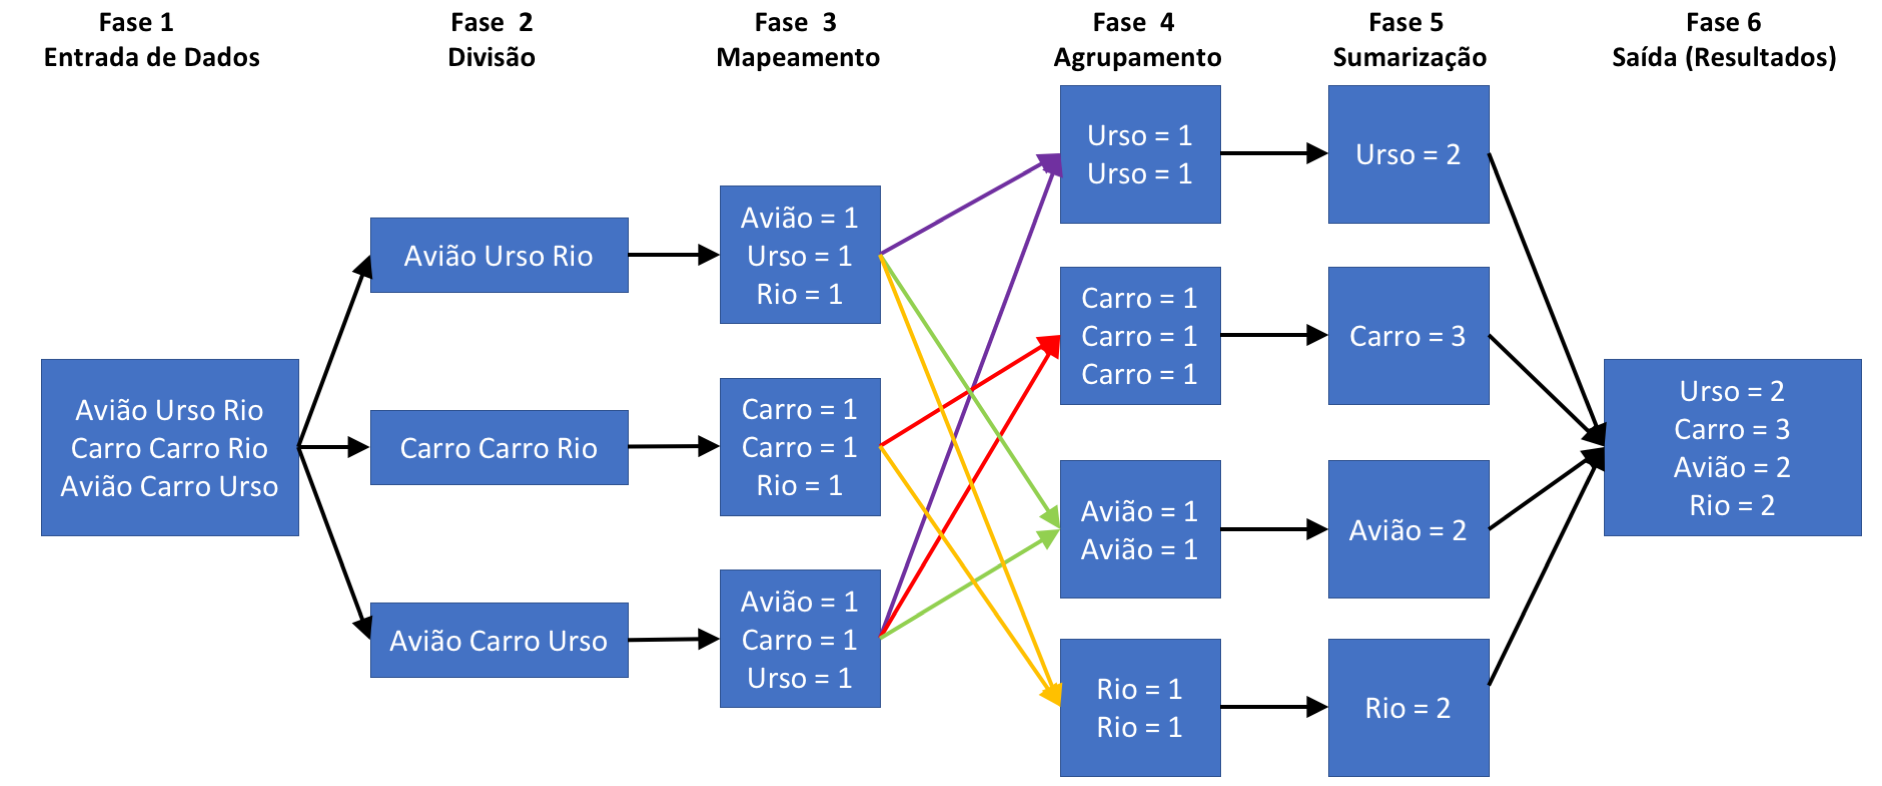 Fase 1
Entrada de Dados
Fase 2
Divisão
Fase 3
Mapeamento
Fase 4
Agrupamento
Fase 5
Sumarização
Fase 6
Saída (Resultados)
Avião Urso Rio
Carro Carro Rio
Avião Carro Urso
Avião Urso Rio
Carro Carro Rio
Avião Carro Urso
Avião = 1
Urso = 1
Rio = 1
Carro = 1
Carro = 1
Rio = 1
Avião = 1
Carro = 1
Urso = 1
Urso = 1
Urso = 1
Carro = 1
Carro = 1
Carro = 1
Avião = 1
Avião = 1
Rio = 1
Rio = 1
Urso = 2
Carro = 3
Avião = 2
Rio = 2
Urso = 2
Carro = 3
Avião = 2
Rio = 2